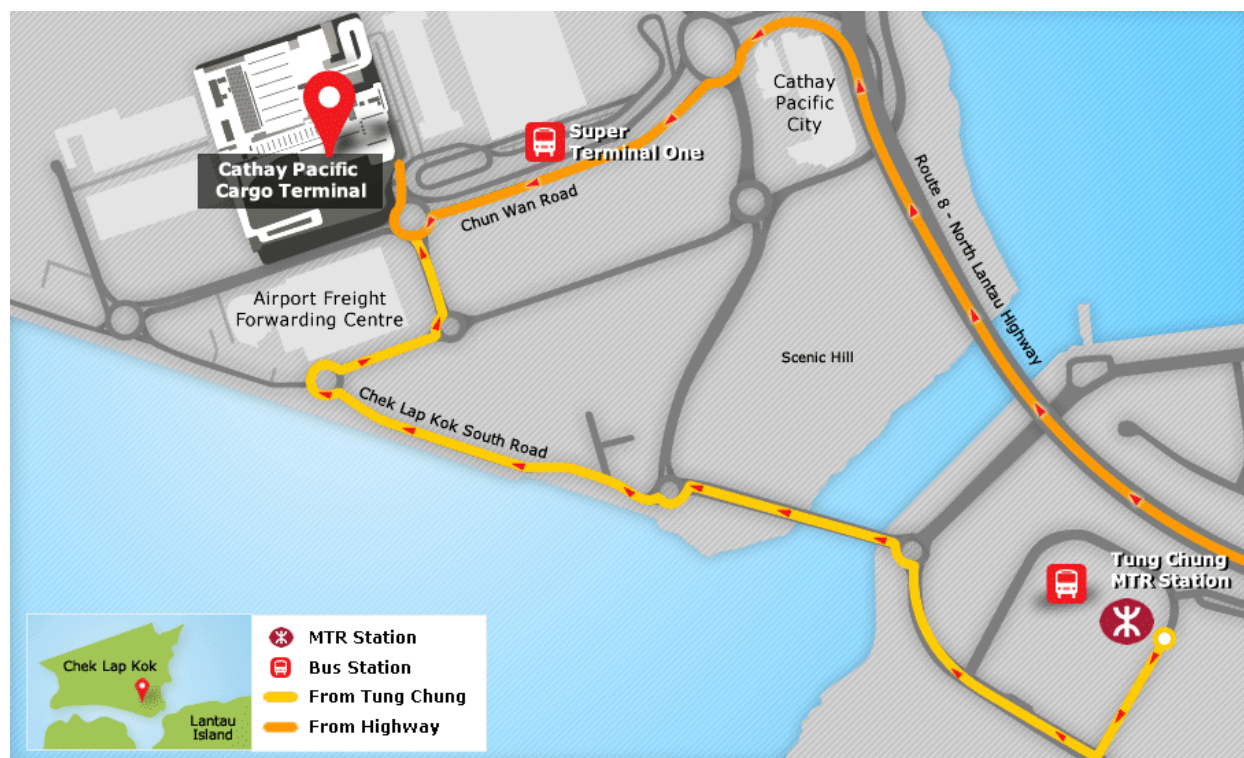 Cathay
Pacific
City
Super
Terminal One
Cathay Pacific
Cargo Terminal
Chun Wan Road
Route 8 - North Lantau Highway
Airport Freight
Forwarding Centre
Scenic Hill
Chek Lap Kok South Road
Tung Chung
MTR Station
Chek Lap Kok
Lantau
Island
MTR Station
Bus Station
From Tung Chung
From Highway